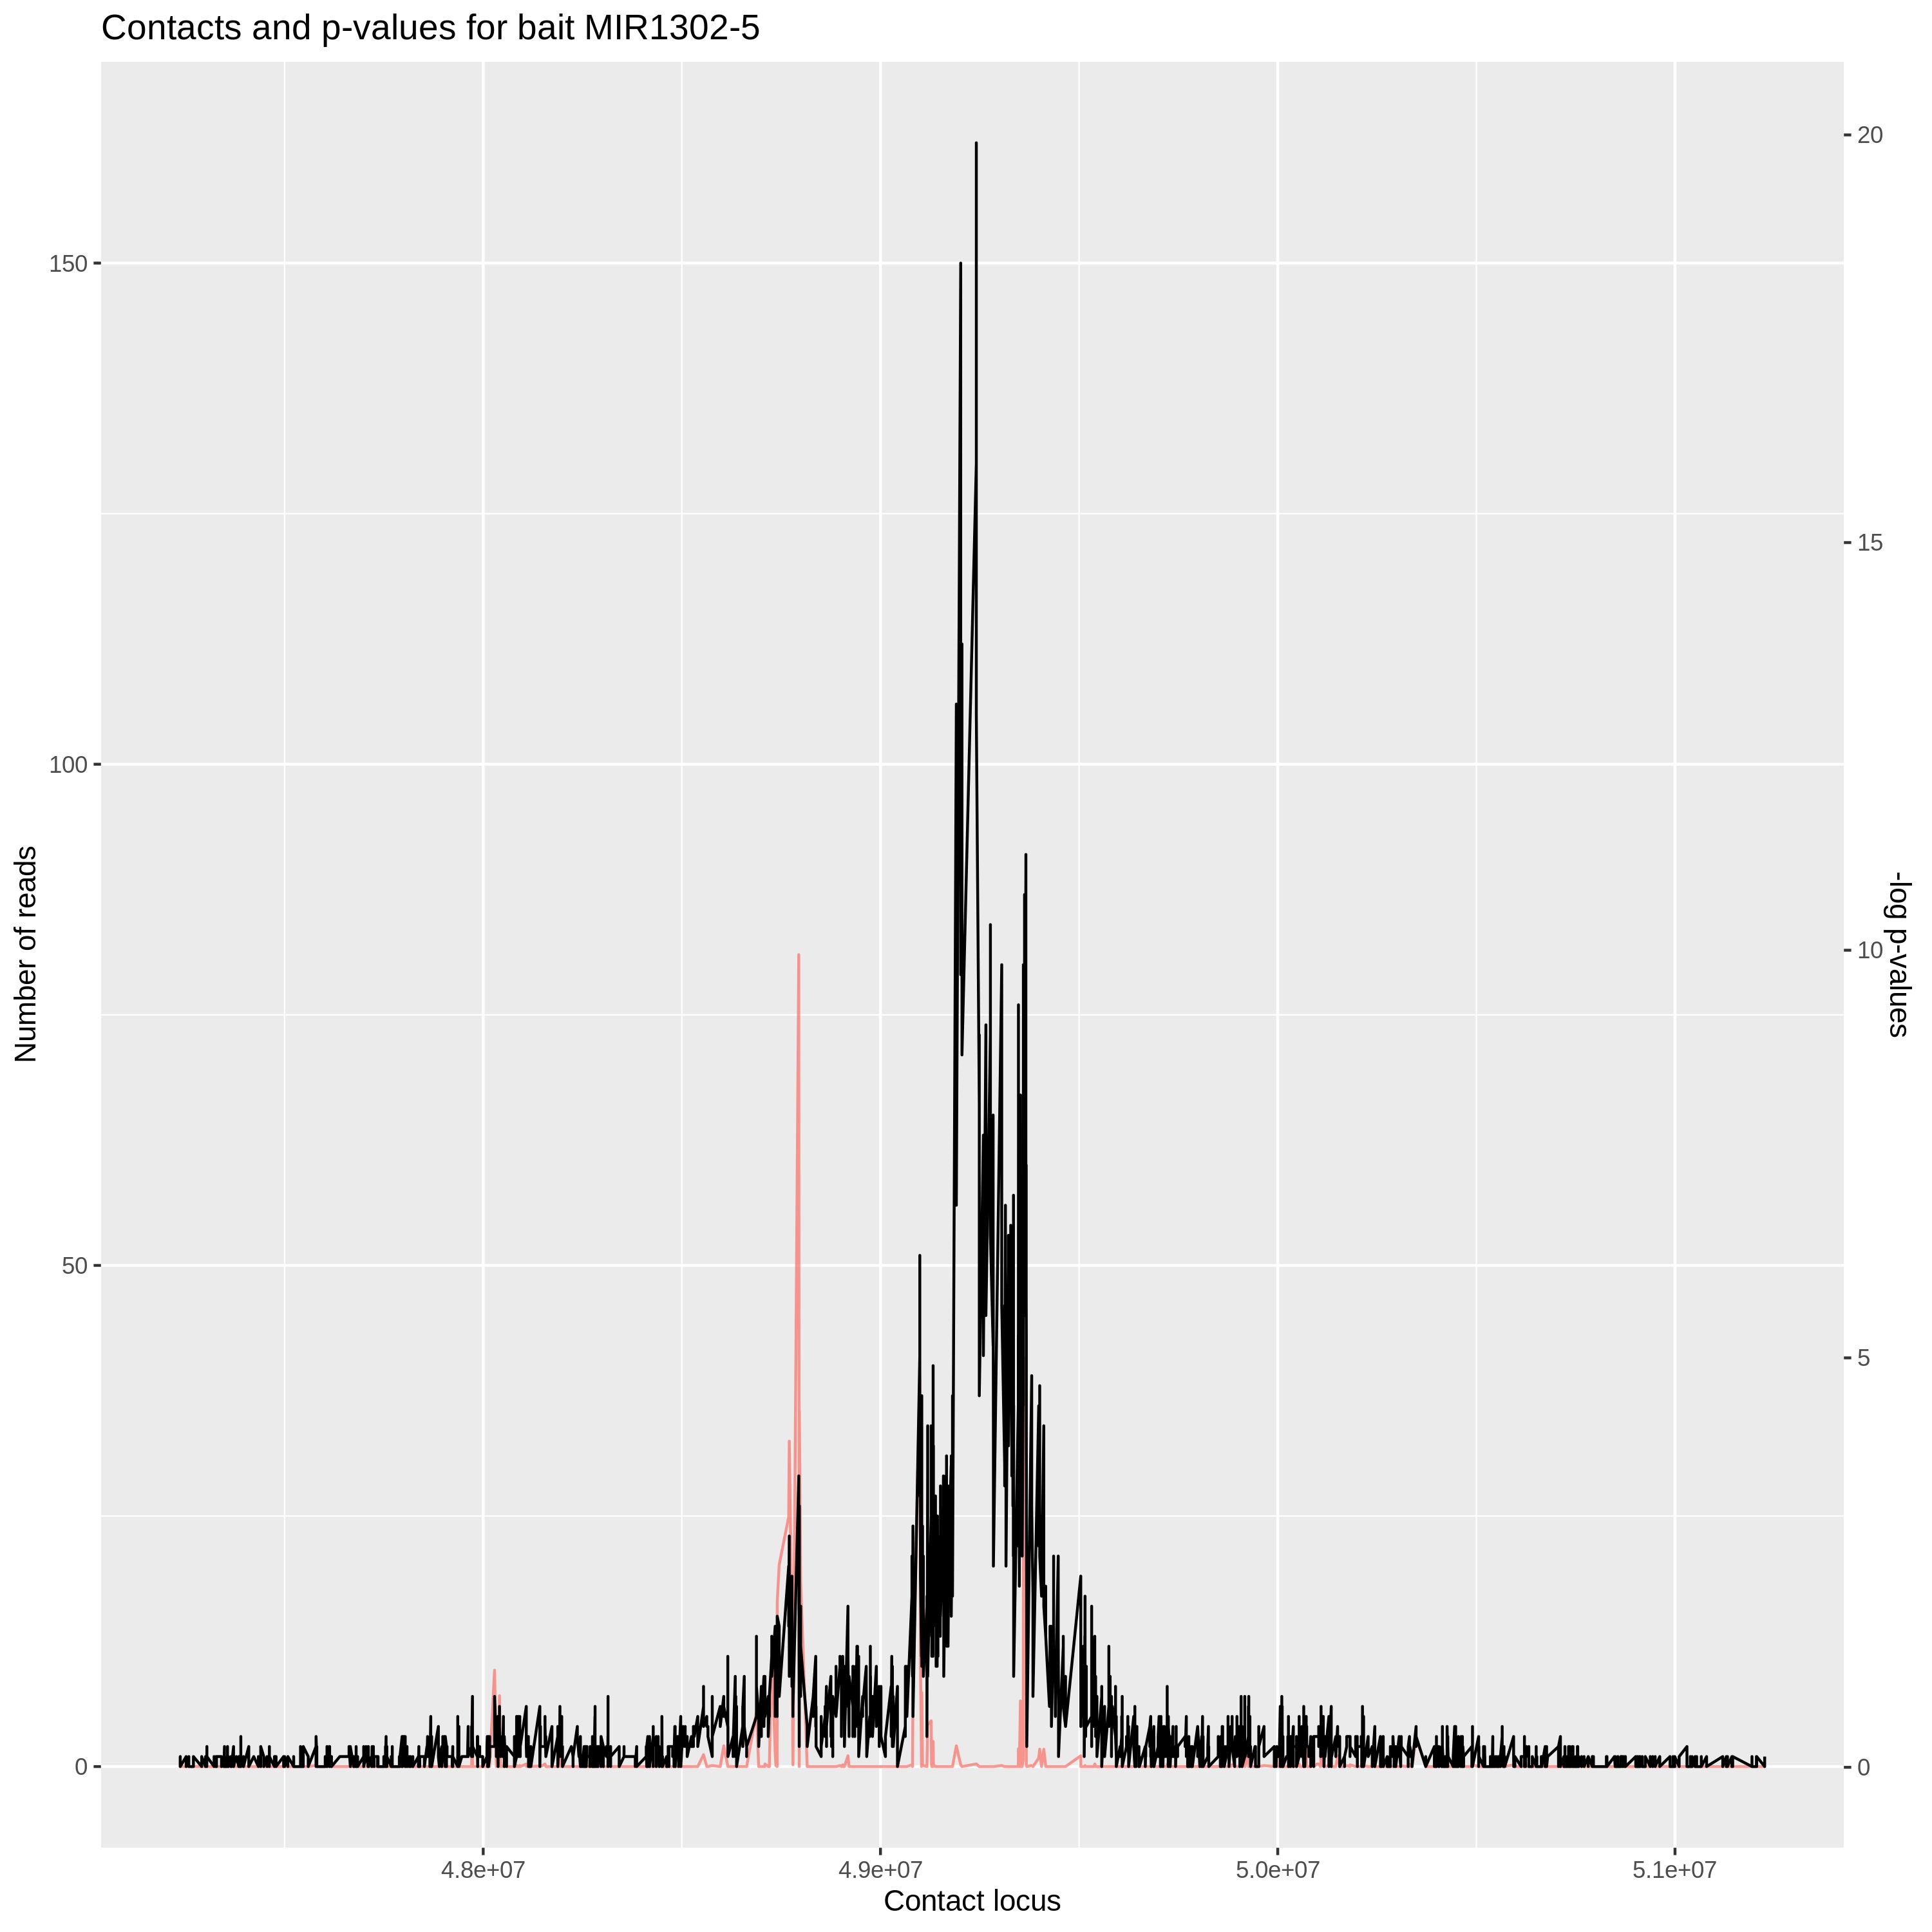 Contacts and p-values for bait MIR1302-5
150
100
50
0
20
15
10
5
0
Number of reads
-log p-values
4.8e+07 4.9e+07 5.0e+07 5.1e+07
Contact locus